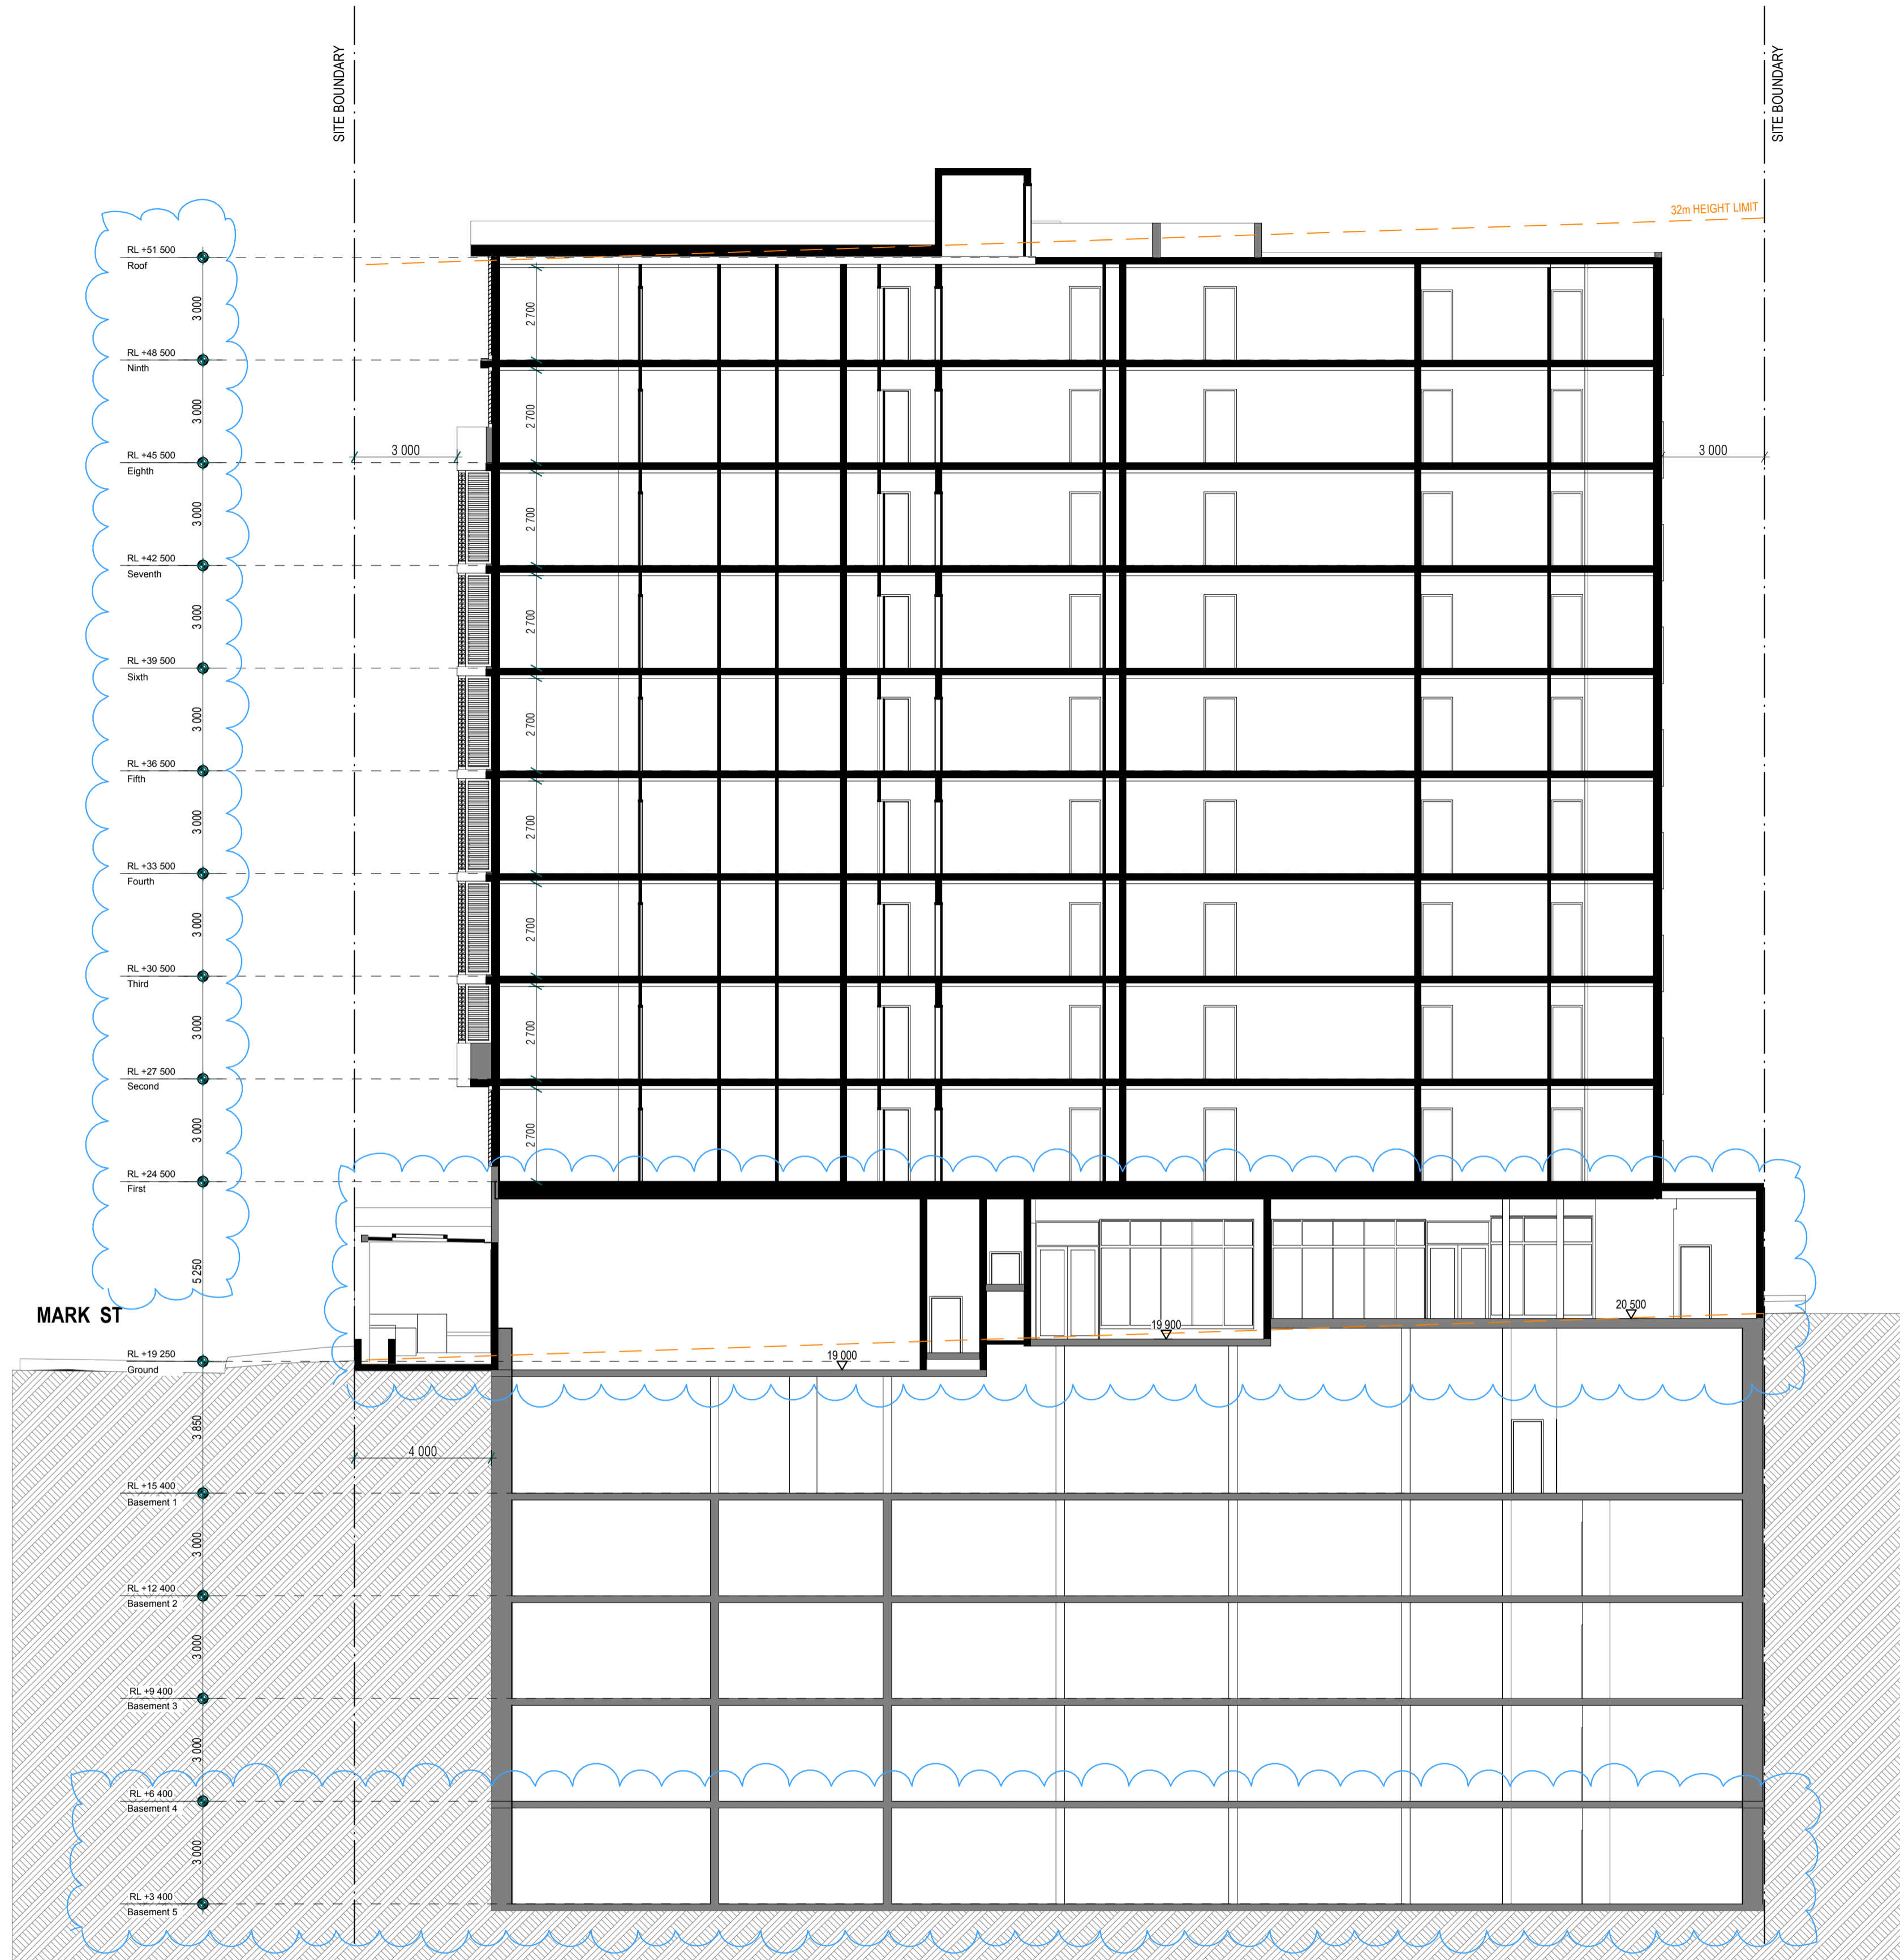 SITE BOUNDARY
SITE BOUNDARY
32m HEIGHT LIMIT
RL +51 500
Roof
3 000
2 700
RL +48 500
Ninth
3 000
2 700
3 000
3 000
RL +45 500
Eighth
3 000
2 700
RL +42 500
Seventh
3 000
2 700
RL +39 500
Sixth
3 000
2 700
RL +36 500
Fifth
3 000
2 700
RL +33 500
Fourth
3 000
2 700
RL +30 500
Third
3 000
2 700
RL +27 500
Second
3 000
2 700
RL +24 500
First
5 250
MARK ST
20 500
19 900
19 000
RL +19 250
Ground
3 850
4 000
RL +15 400
Basement 1
3 000
RL +12 400
Basement 2
3 000
RL +9 400
Basement 3
3 000
RL +6 400
Basement 4
3 000
RL +3 400
Basement 5